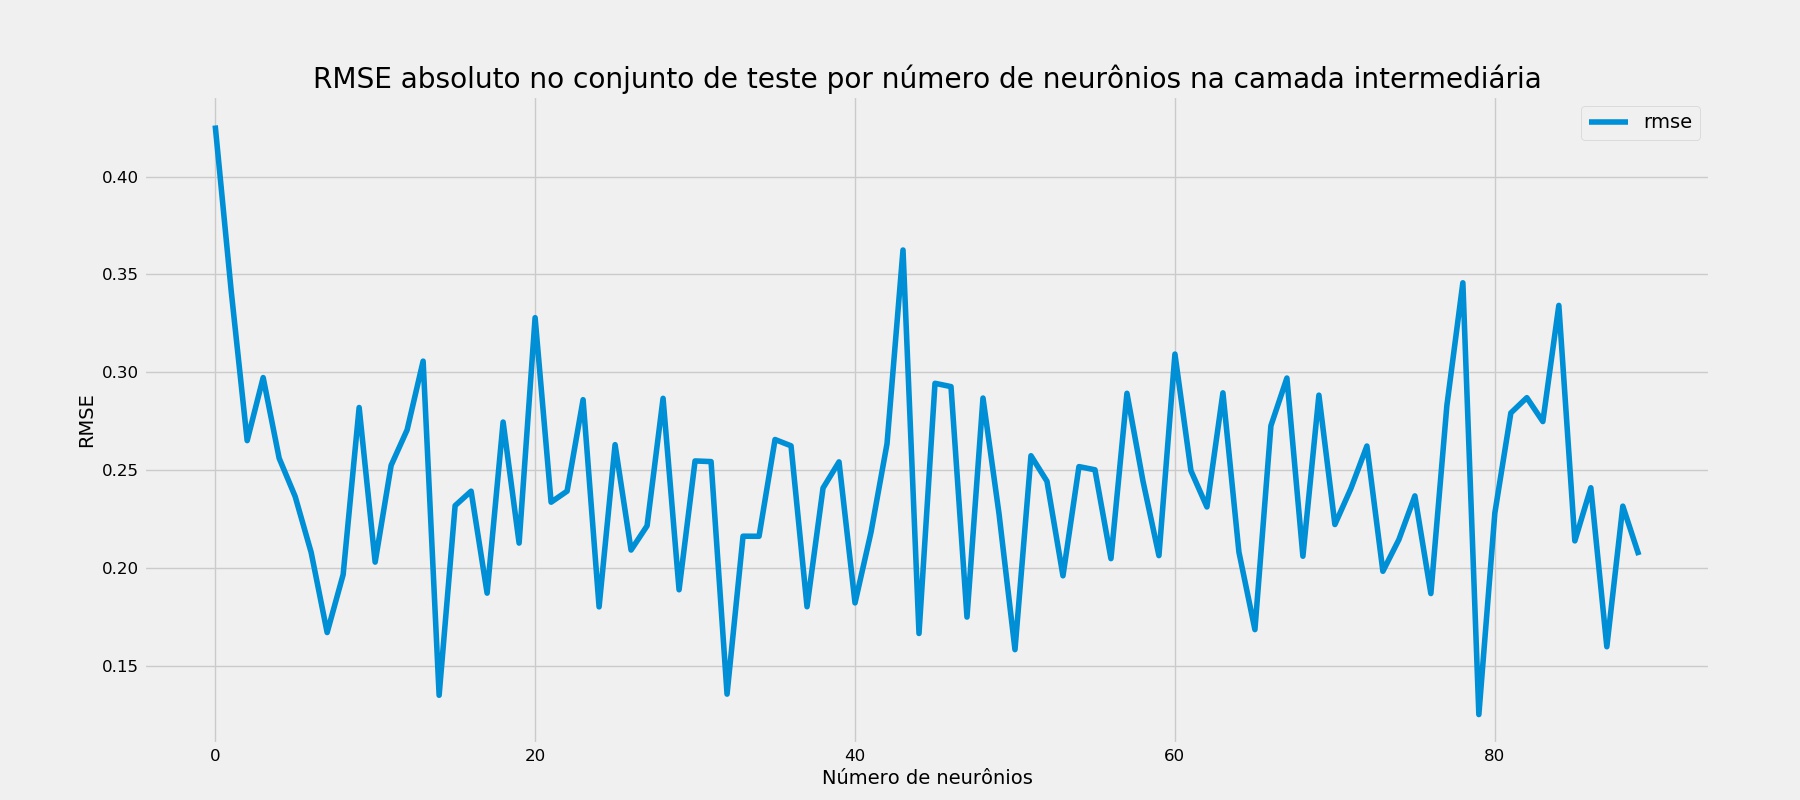 RMSE absoluto no conjunto de teste por número de neurônios na camada intermediária
rmse
0.40
0.35
0.30
0.25
0.20
0.15
RMSE
0 20 40 60 80
Número de neurônios